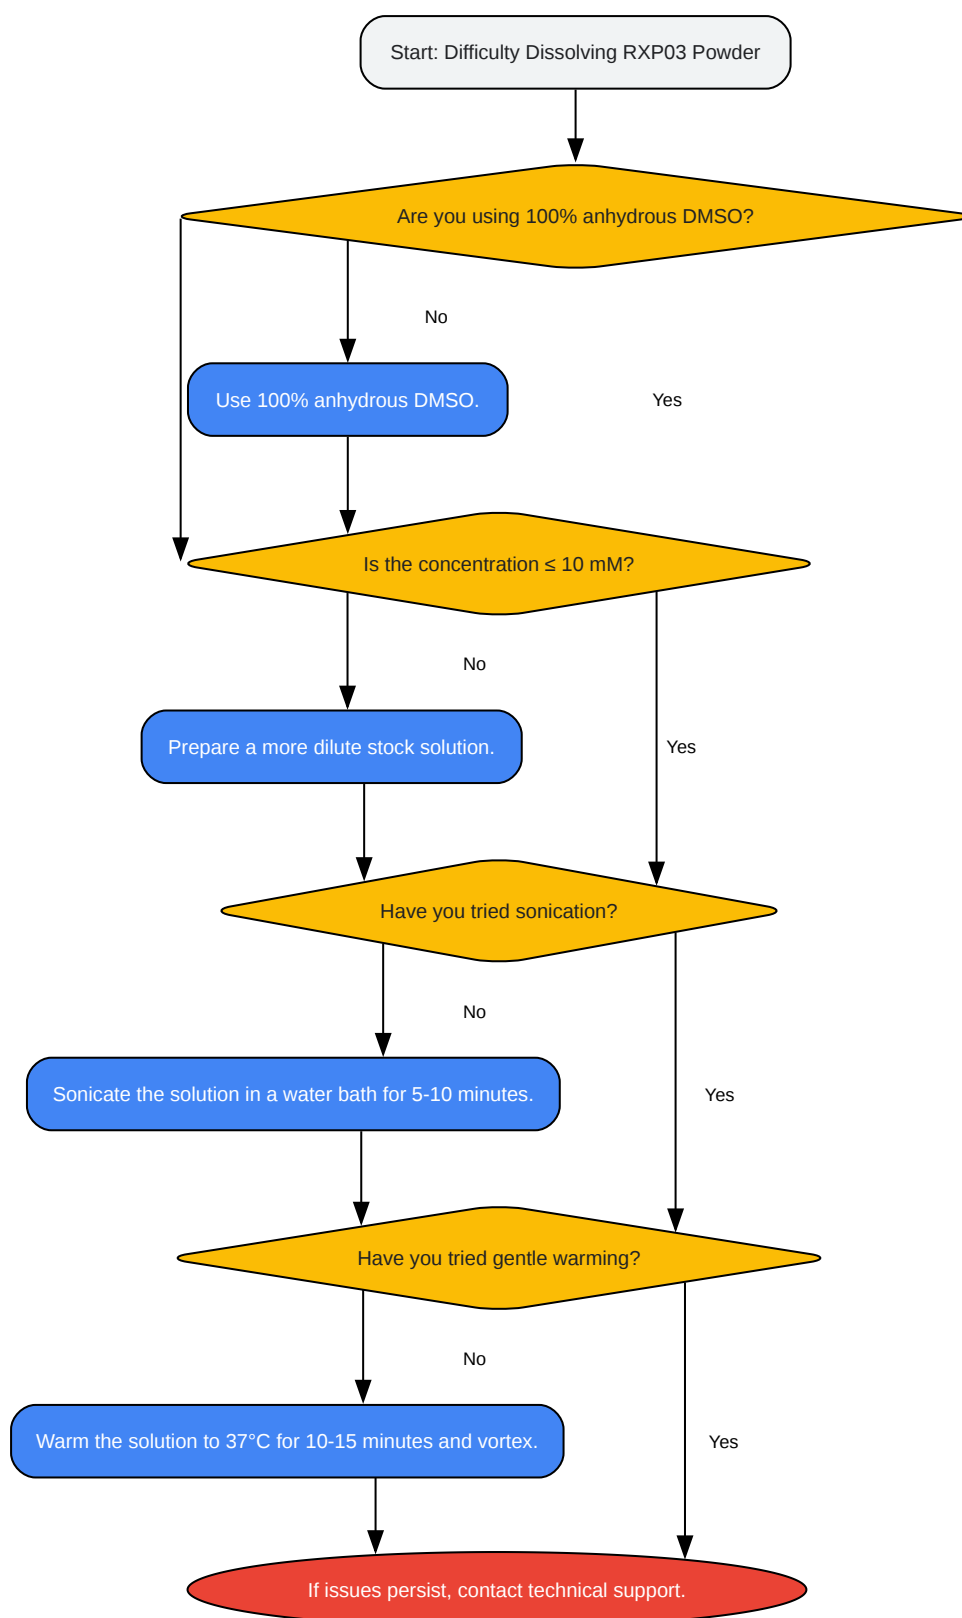 Start: Difficulty Dissolving RXP03 Powder
Are you using 100% anhydrous DMSO?
No
Use 100% anhydrous DMSO.
Yes
Is the concentration ≤ 10 mM?
No
Prepare a more dilute stock solution.
Yes
Have you tried sonication?
No
Sonicate the solution in a water bath for 5-10 minutes.
Yes
Have you tried gentle warming?
No
Warm the solution to 37°C for 10-15 minutes and vortex.
Yes
If issues persist, contact technical support.